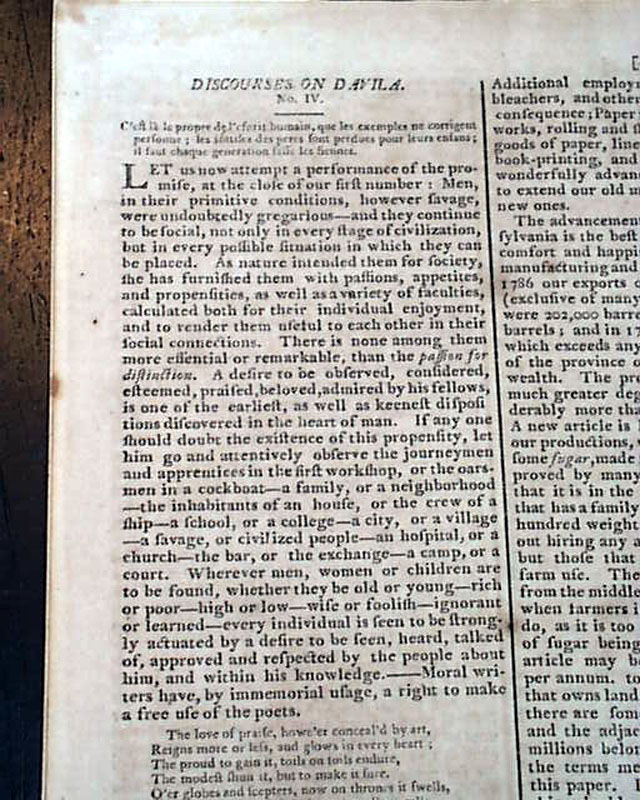 DISCOURSES ON DAVILA.
No. IV.
C'est là le propre de l'esprit humain, que les exemples ne corrigent
personne ; les sottises des peres sont perdues pour leurs enfans ;
il faut chaque generation fasse les siennes.
LET us now attempt a performance of the pro-
mise, at the close of our first number : Men,
in their primitive conditions, however savage,
were undoubtedly gregarious—and they continue
to be social, not only in every stage of civilization,
but in every possible situation in which they can
be placed. As nature intended them for society,
she has furnished them with passions, appetites,
and propensities, as well as a variety of faculties,
calculated both for their individual enjoyment,
and to render them useful to each other in their
social connections. There is none among them
more essential or remarkable, than the passion for
distinction. A desire to be observed, considered,
esteemed, praised, beloved, admired by his fellows,
is one of the earliest, as well as keenest disposi
tions discovered in the heart of man. If any one
should doubt the existence of this propensity, let
him go and attentively observe the journeymen
and apprentices in the first workshop, or the oars-
men in a cockboat—a family, or a neighborhood
—the inhabitants of an house, or the crew of a
ship—a school, or a college—a city, or a village
—a savage, or civilized people—an hospital, or a
church—the bar, or the exchange—a camp, or a
court. Wherever men, women or children are
to be found, whether they be old or young—rich
or poor—high or low—wise or foolish—ignorant
or learned—every individual is seen to be strong-
ly actuated by a desire to be seen, heard, talked
of, approved and respected by the people about
him, and within his knowledge.——Moral wri-
ters have, by immemorial usage, a right to make
a free use of the poets.
The love of praise, howe'er conceal'd by art,
Reigns more or less, and glows in every heart ;
The proud to gain it, toils on toils endure,
The modest shun it, but to make it sure.
O'er globes and scepters, now on thrones it swells,
[
Additional employ
bleachers, and other
consequence ; Paper
works, rolling and
goods of paper, line
book-printing, and
wonderfully advan
to extend our old
new ones.
The advancement
sylvania is the best
comfort and happi
manufacturing and
1786 our exports
(exclusive of many
were 202,000 barre
barrels ; and in 17
which exceeds any
of the province o
wealth. The pr
much greater deg
derably more tha
A new article is
our productions,
some sugar, made
proved by many
that it is in the
that has a family
hundred weight
out hiring any a
but those that
farm use. The
from the middle
when farmers
do, as it is too
of sugar being
article may b
per annum. to
that owns land
there are som
and the adja
millions belon
the terms me
this paper.